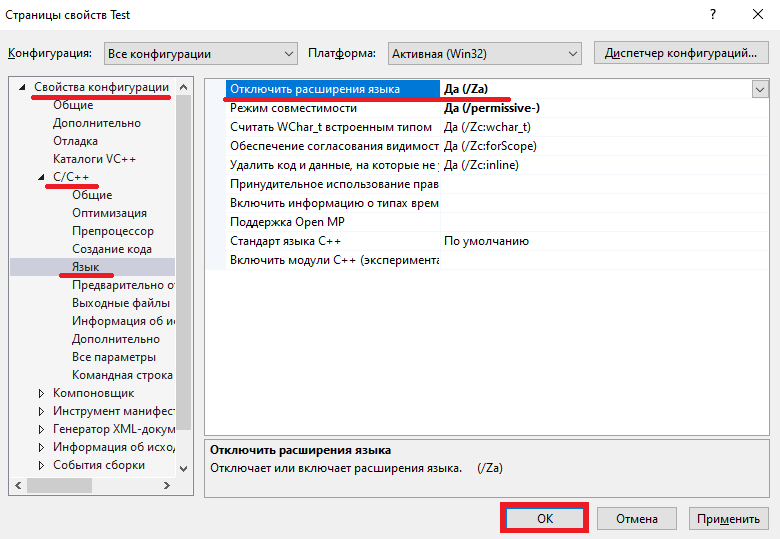 Страницы свойств Test
Конфигурация: Все конфигурации Платформа: Активная (Win32) Диспетчер конфигураций...
Свойства конфигурации
Общие
Дополнительно
Отладка
Каталоги VC++
C/C++
Общие
Оптимизация
Препроцессор
Создание кода
Язык
Предварительно от
Выходные файлы
Информация об ис
Дополнительно
Все параметры
Командная строка
Компоновщик
Инструмент манифест
Генератор XML-докум
Информация об исход
События сборки
Отключить расширения языка Да (/Za)
Режим совместимости Да (/permissive-)
Считать WChar_t встроенным типом Да (/Zc:wchar_t)
Обеспечение согласования видимост Да (/Zc:forScope)
Удалить код и данные, на которые не у Да (/Zc:inline)
Принудительное использование прав
Включить информацию о типах врем
Поддержка Open MP
Стандарт языка C++ По умолчанию
Включить модули C++ (эксперимента
Отключить расширения языка
Отключает или включает расширения языка. (/Za)
ОК Отмена Применить